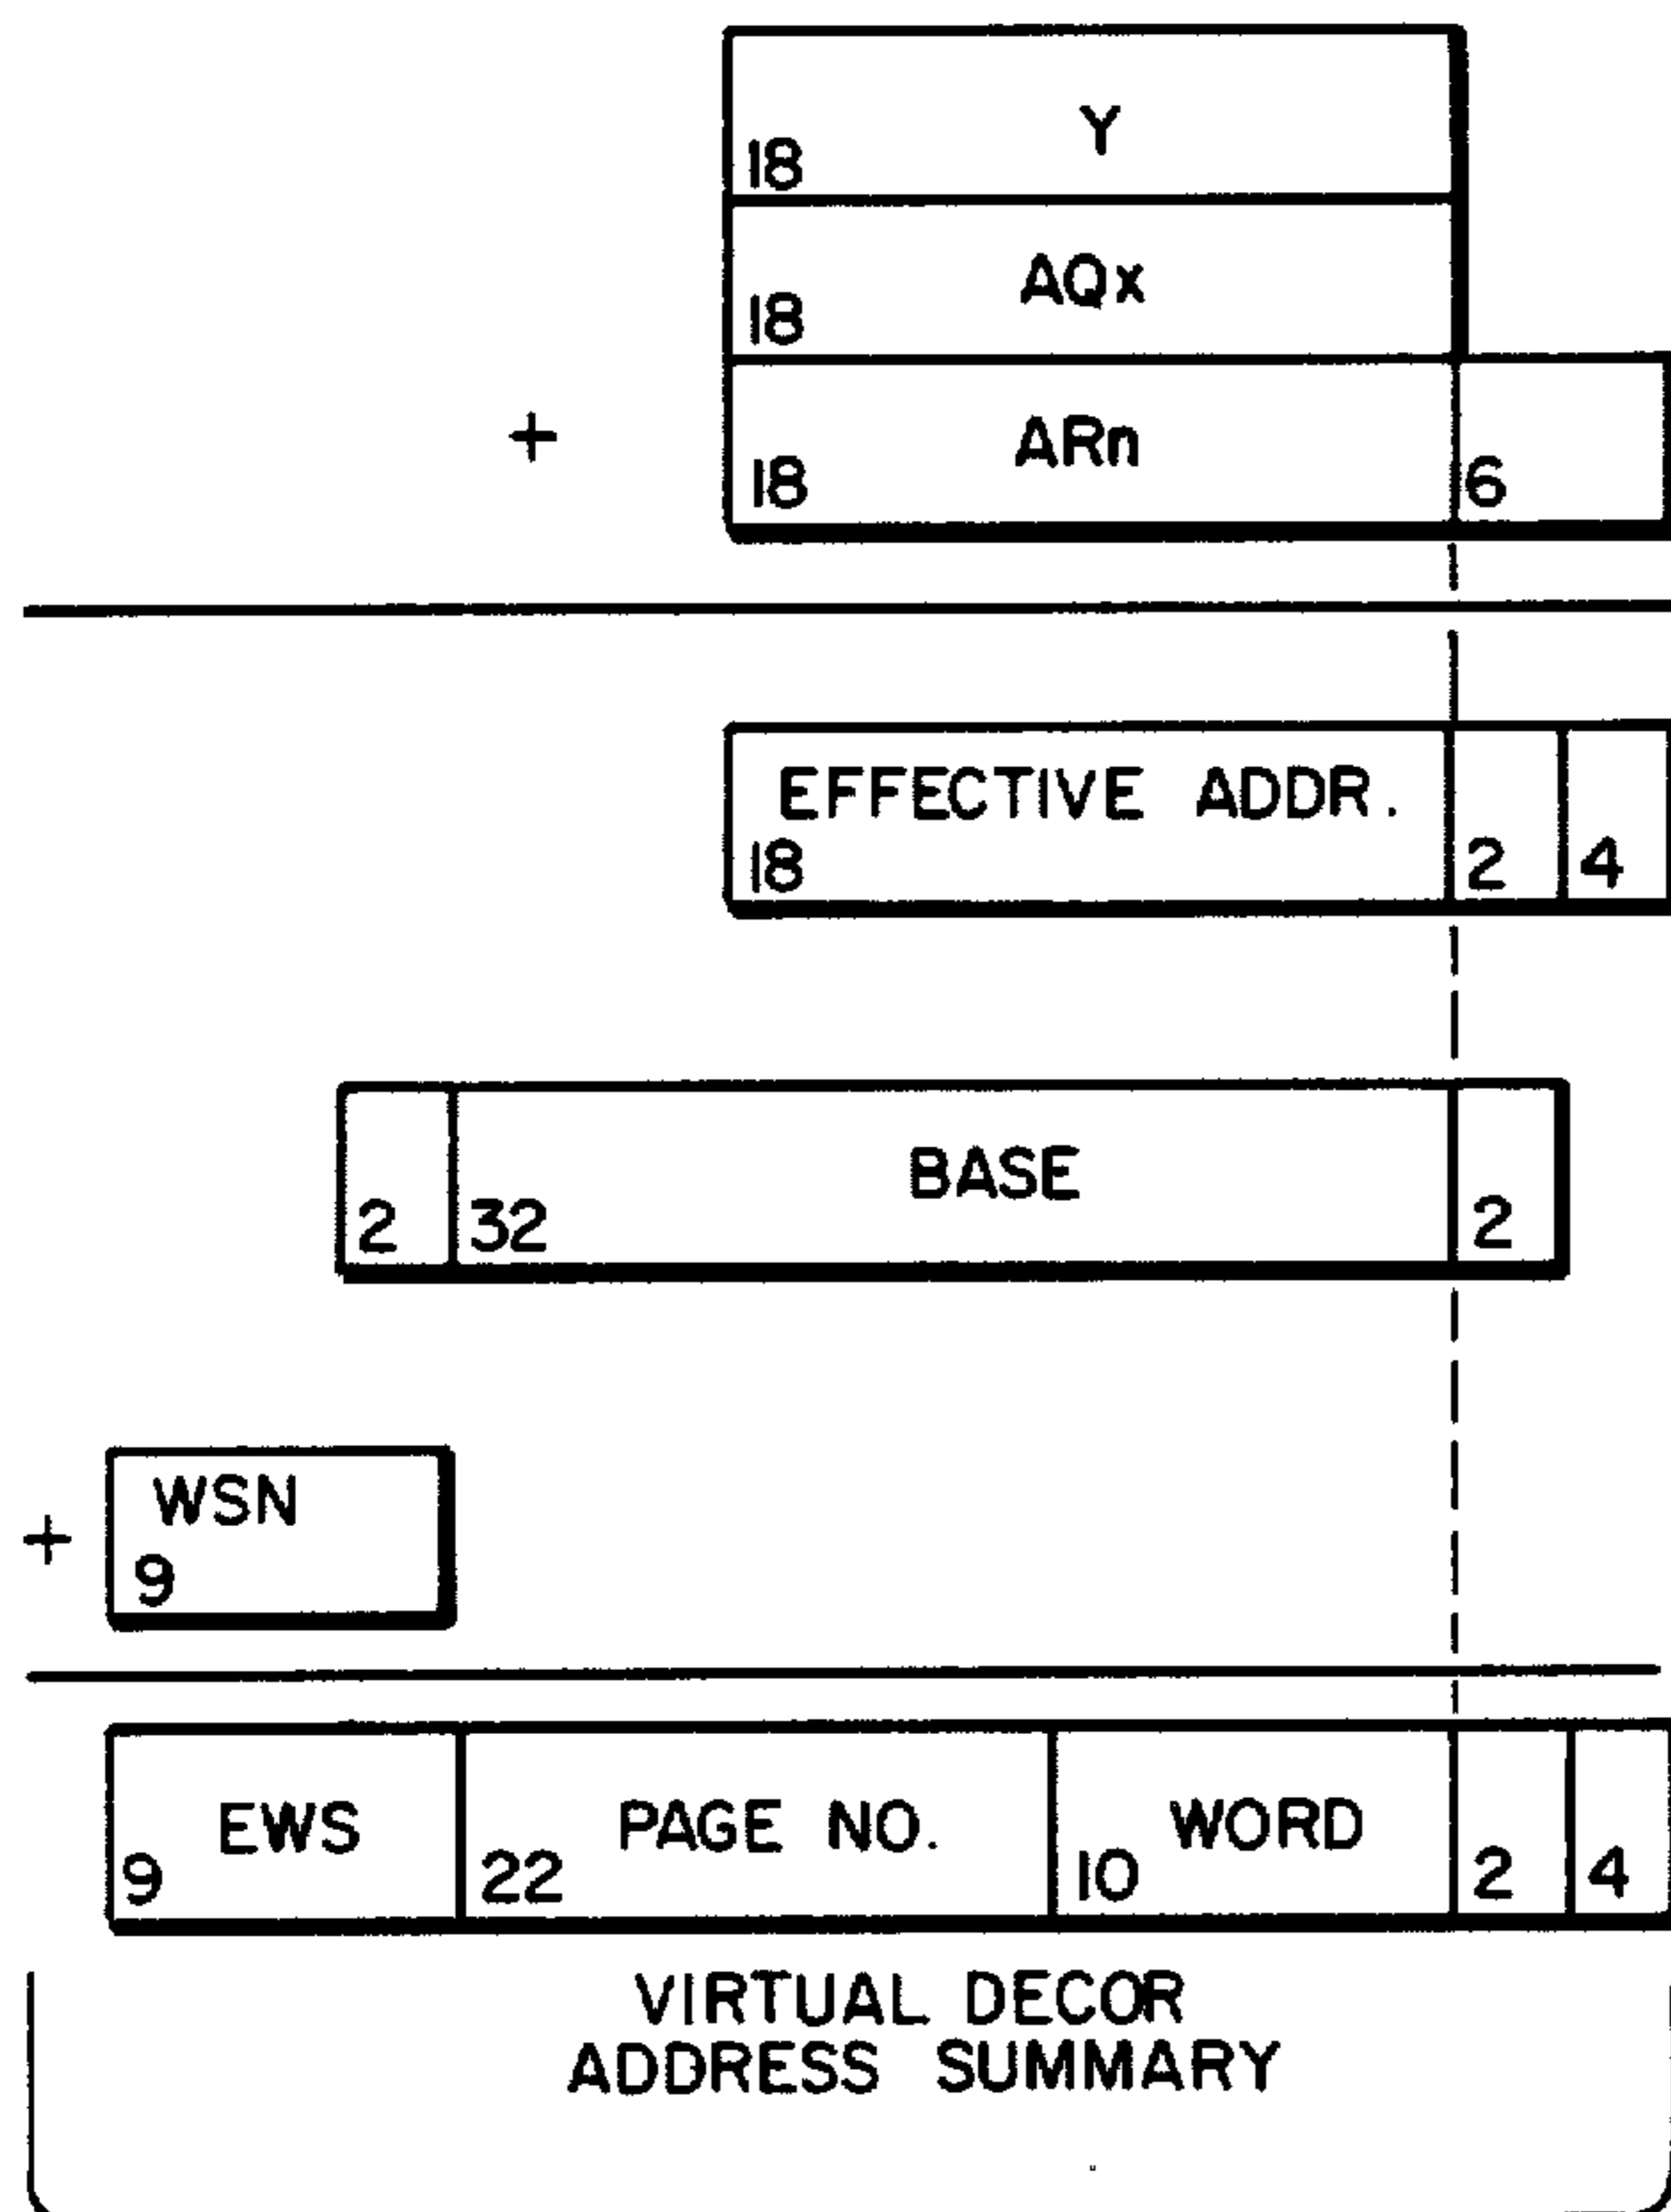 Y
18
AQx
18
+ ARn
18 6
EFFECTIVE ADDR.
18 2 4
BASE
2 32 2
WSN
+
9
EWS PAGE NO. WORD
9 22 10 2 4
VIRTUAL DECOR
ADDRESS SUMMARY